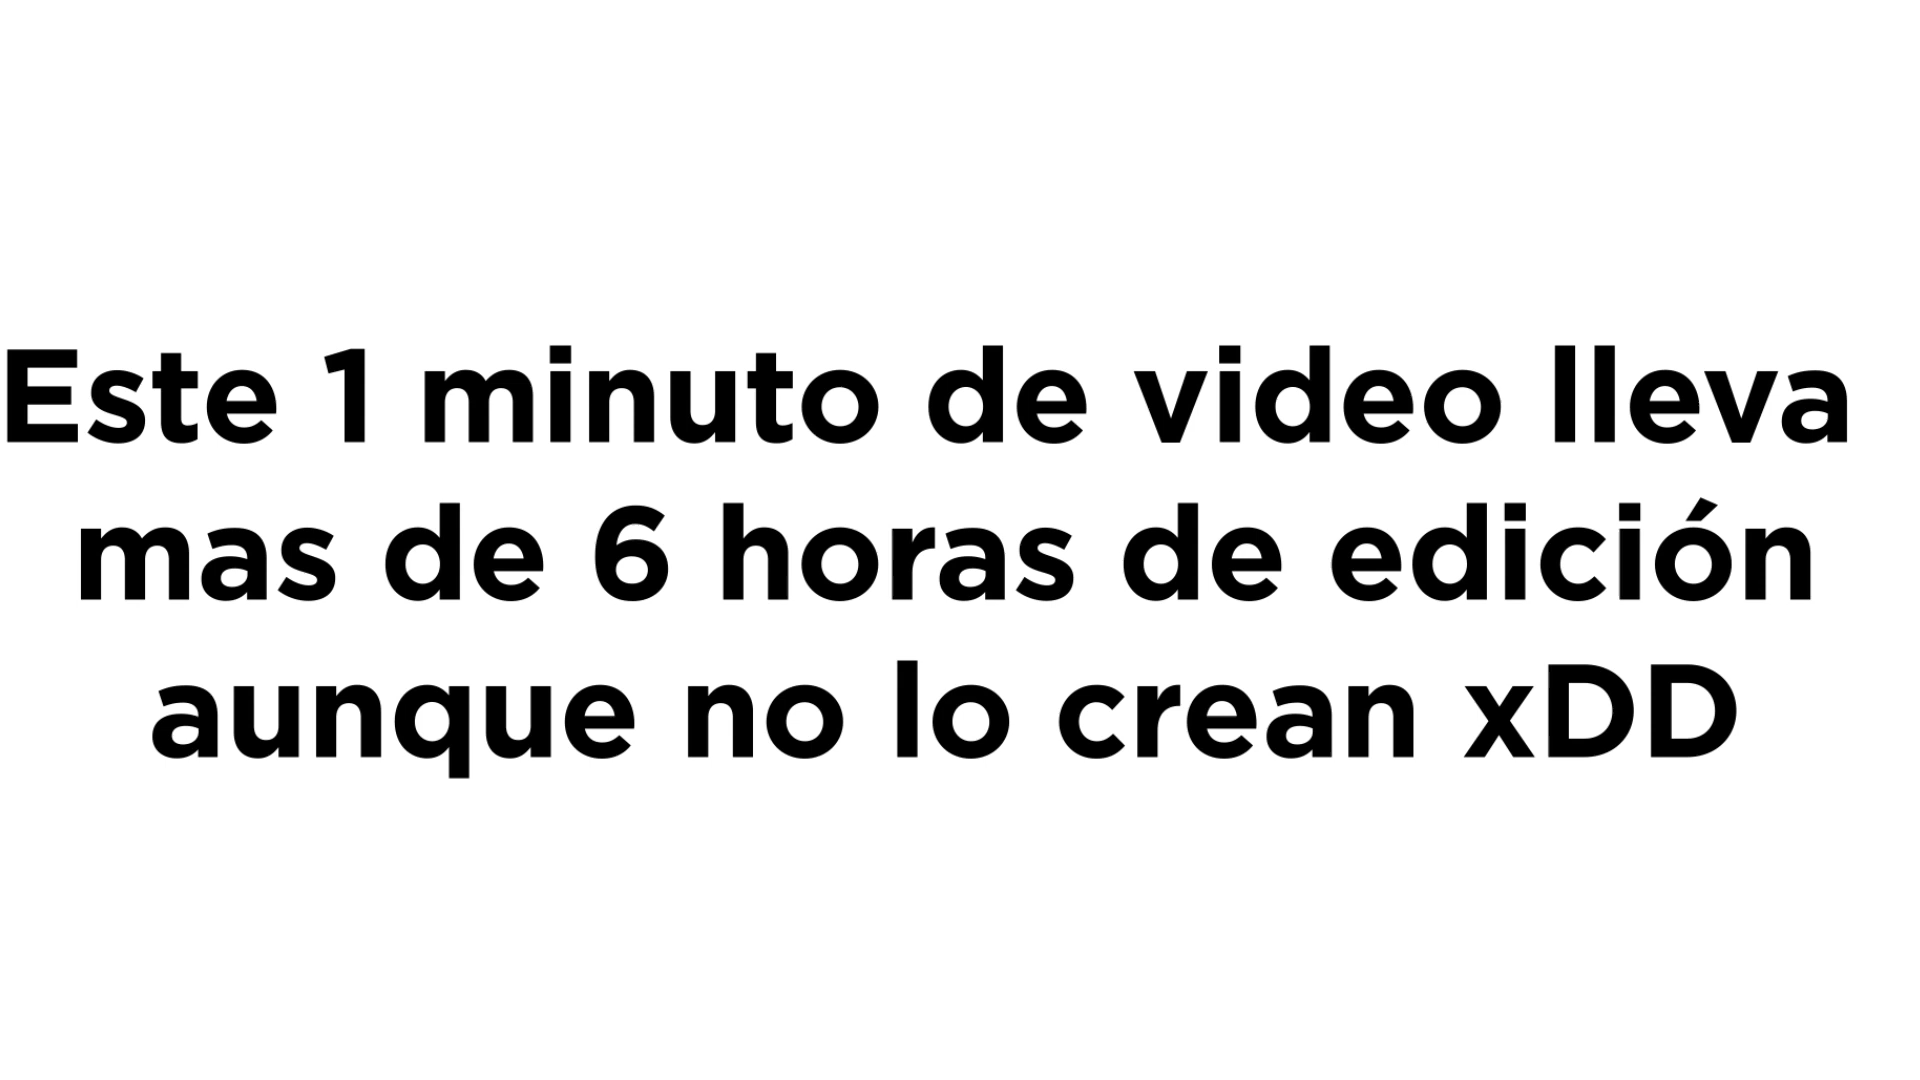 Este 1 minuto de video lleva
mas de 6 horas de edición
aunque no lo crean xDD